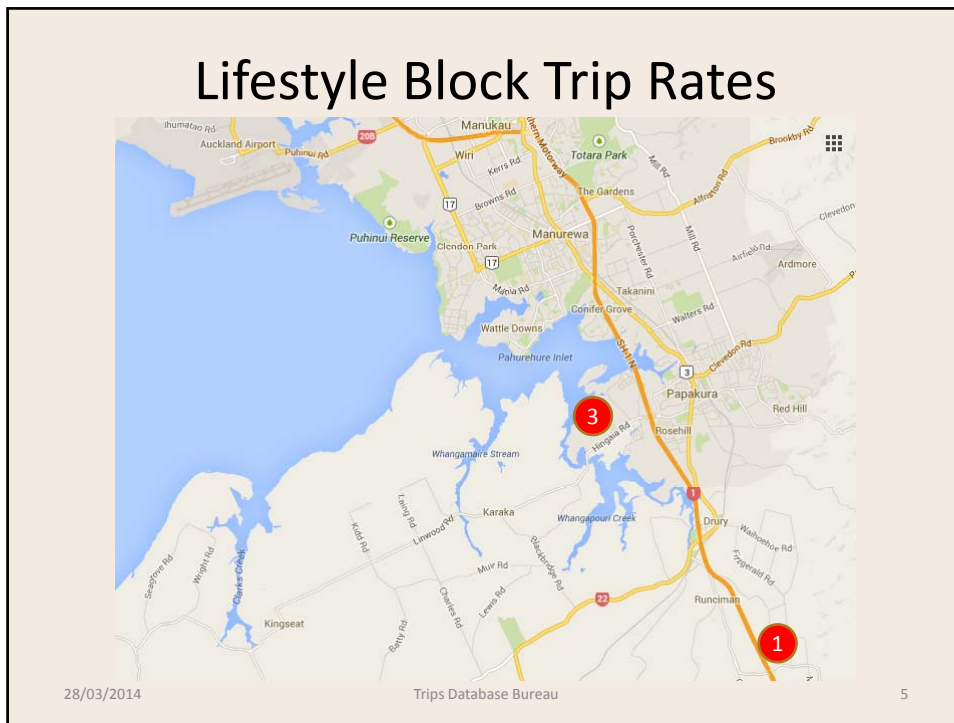 Lifestyle Block Trip Rates
Ihumatao Rd
Auckland Airport
Puhinui Rd
20B
Manukau
Wiri
Kerrs Rd
Totara Park
Mill Rd
Brookby Rd
The Gardens
Alfriston Rd
17
Browns Rd
Puhinui Reserve
Clendon Park
Manurewa
Porchester Rd
Mill Rd
Clevedon
Airfield Rd
Ardmore
17
Mahia Rd
Takanini
Conifer Grove
Walters Rd
Wattle Downs
SH 1 N
Pahurehure Inlet
Clevedon Rd
3
Papakura
Red Hill
3
Hingaia Rd
Rosehill
Whangamaire Stream
1
Laing Rd
Kidd Rd
Linwood Rd
Karaka
Whangapouri Creek
Drury
Waihoehoe Rd
Blackbridge Rd
Fitzgerald Rd
Seagrove Rd
Wright Rd
Clarks Creek
Muir Rd
Charles Rd
Lewis Rd
22
Runciman
Kingseat
Batty Rd
1
28/03/2014 Trips Database Bureau 5